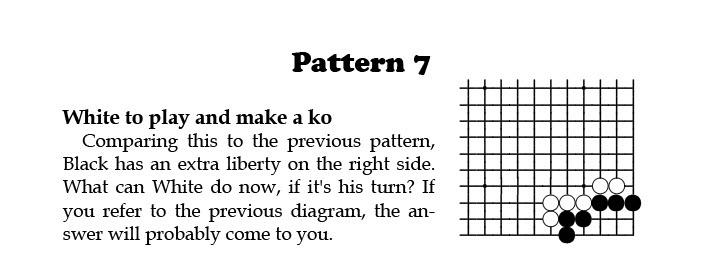 Pattern 7
White to play and make a ko
Comparing this to the previous pattern,
Black has an extra liberty on the right side.
What can White do now, if it's his turn? If
you refer to the previous diagram, the an-
swer will probably come to you.